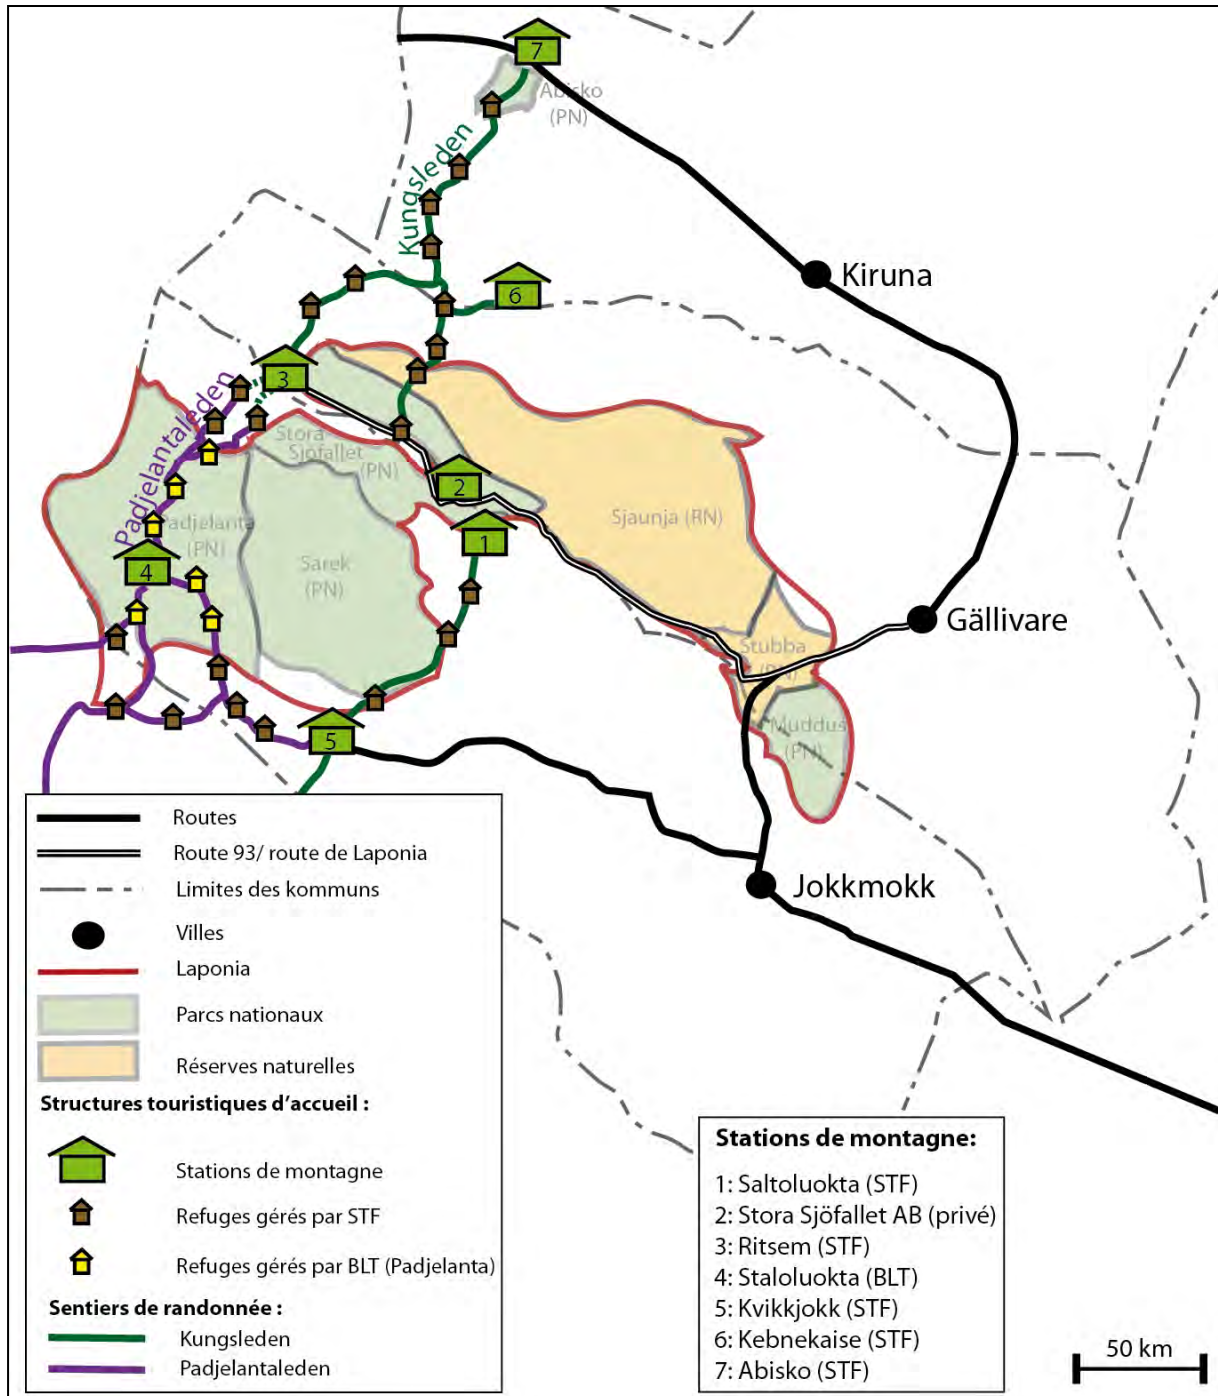 7
Abisko
(PN)
Kungsleden
Kiruna
6
3
Padjelantaleden
Stora
Sjöfallet
(PN)
2
Sjaunja (RN)
Padjelanta
(PN)
1
Sarek
(PN)
4
Gällivare
Stubba
(RN)
Muddus
(PN)
5
Jokkmokk
Routes
Route 93/ route de Laponia
Limites des kommuns
Villes
Laponia
Parcs nationaux
Réserves naturelles
Structures touristiques d'accueil :
Stations de montagne
Refuges gérés par STF
Refuges gérés par BLT (Padjelanta)
Sentiers de randonnée :
Kungsleden
Padjelantaleden
Stations de montagne:
1: Saltoluokta (STF)
2: Stora Sjöfallet AB (privé)
3: Ritsem (STF)
4: Staloluokta (BLT)
5: Kvikkjokk (STF)
6: Kebnekaise (STF)
7: Abisko (STF)
50 km